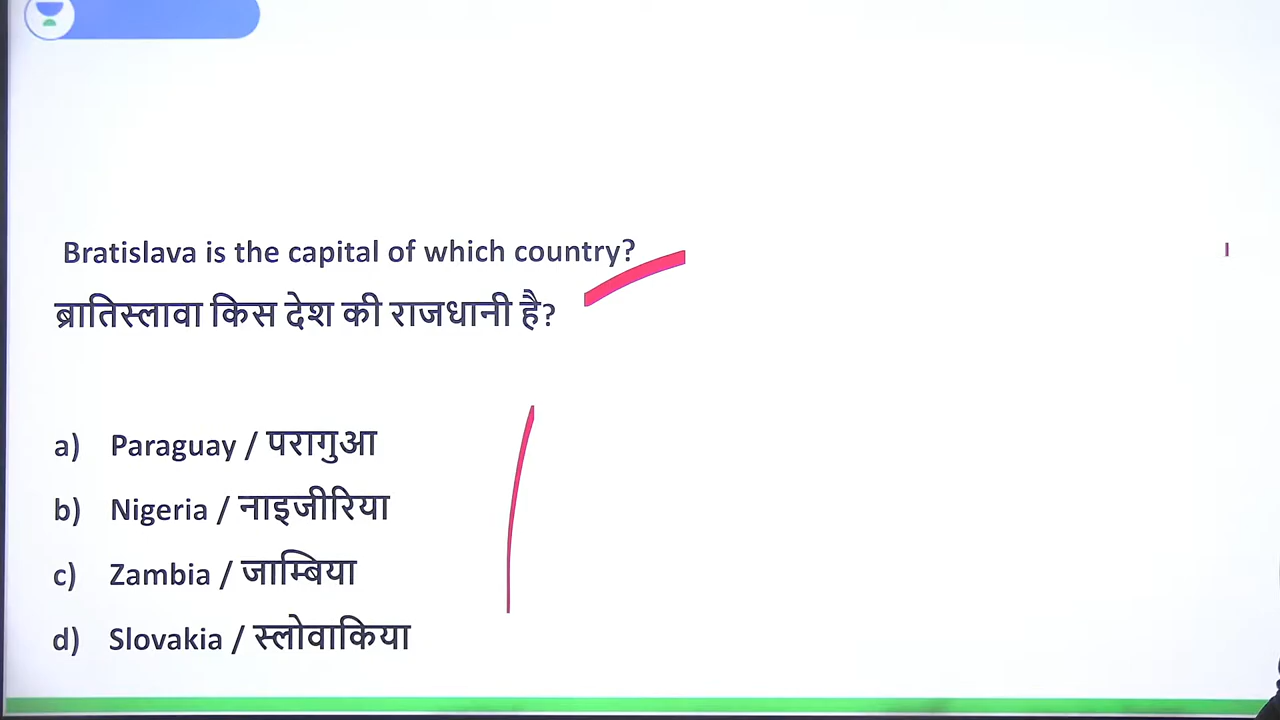 Bratislava is the capital of which country?
ब्रातिस्लावा किस देश की राजधानी है?
a) Paraguay / परागुआ
b) Nigeria / नाइजीरिया
c) Zambia / जाम्बिया
d) Slovakia / स्लोवाकिया